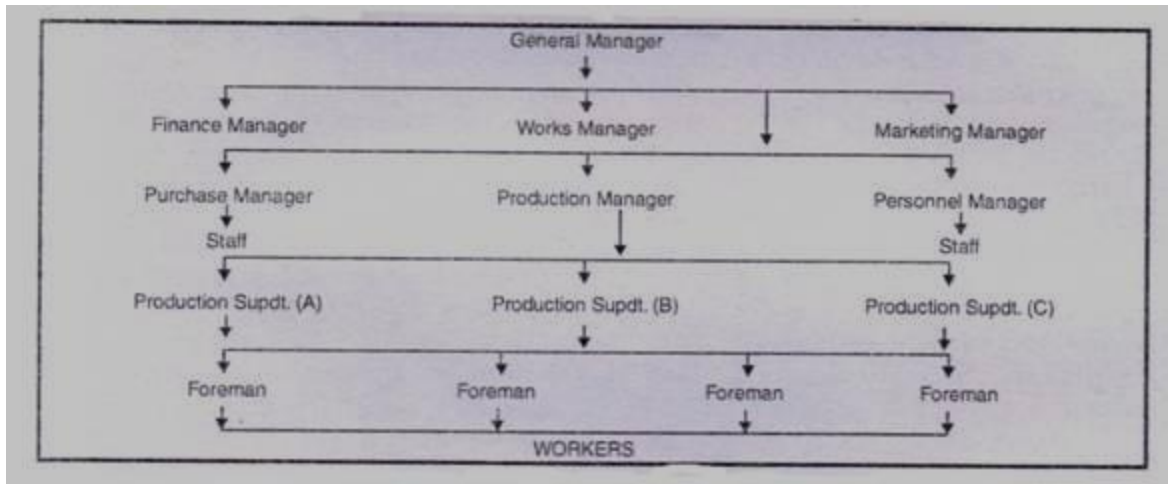 General Manager
Finance Manager Works Manager Marketing Manager
Purchase Manager Production Manager Personnel Manager
Staff Staff
Production Supdt. (A) Production Supdt. (B) Production Supdt. (C)
Foreman Foreman Foreman Foreman
WORKERS